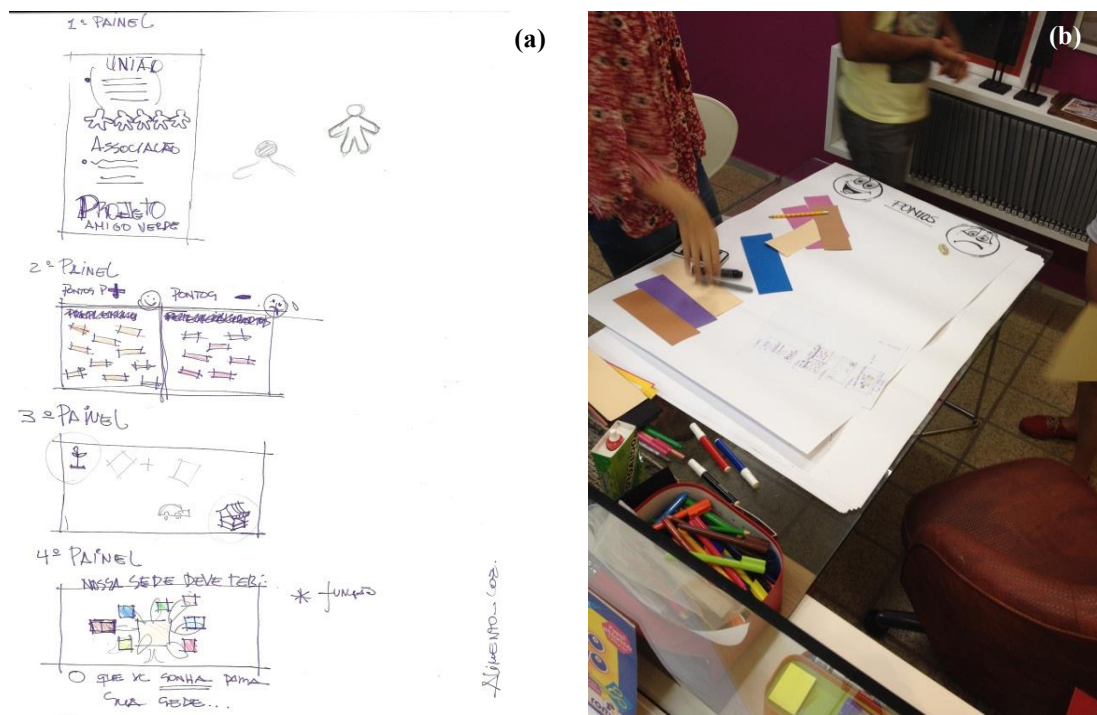 1º PAINEL
(a)
UNIÃO
ASSOCIAÇÃO
PROJETO
AMIGO VERDE
2º PAINEL
PONTOS P+
PONTOS -
3º PAINEL
4º PAINEL
NOSSA SEDE DEVE TER:
* FUNÇÃO
O QUE VC SONHA PARA
SUA SEDE...
(b)
PONTOS